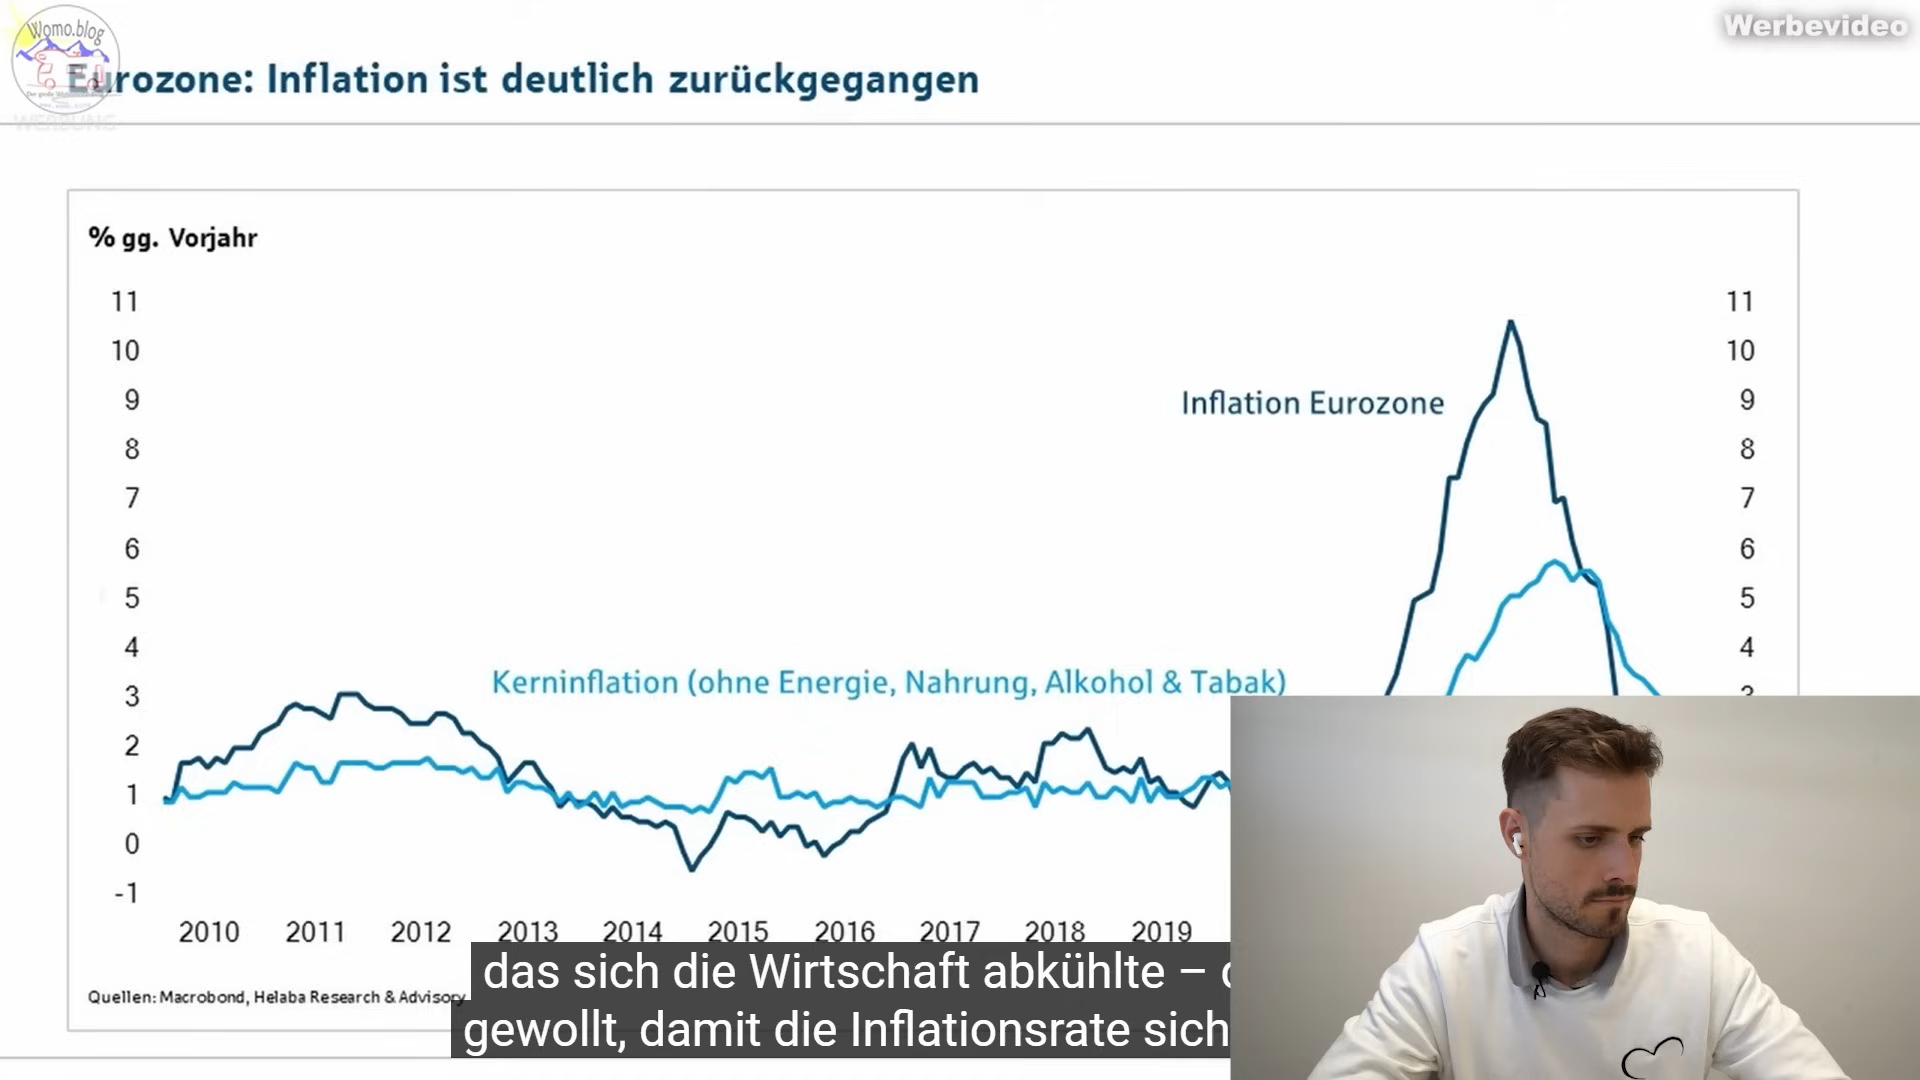 Womo.blog
Werbevideo
Eurozone: Inflation ist deutlich zurückgegangen
WERBUNG
% gg. Vorjahr
11 11
10 10
9 9
Inflation Eurozone
8 8
7 7
6 6
5 5
4 4
Kerninflation (ohne Energie, Nahrung, Alkohol & Tabak)
3 3
2
1
0
-1
2010 2011 2012 2013 2014 2015 2016 2017 2018 2019
das sich die Wirtschaft abkühlte –
Quellen: Macrobond, Helaba Research & Advisory
gewollt, damit die Inflationsrate sich